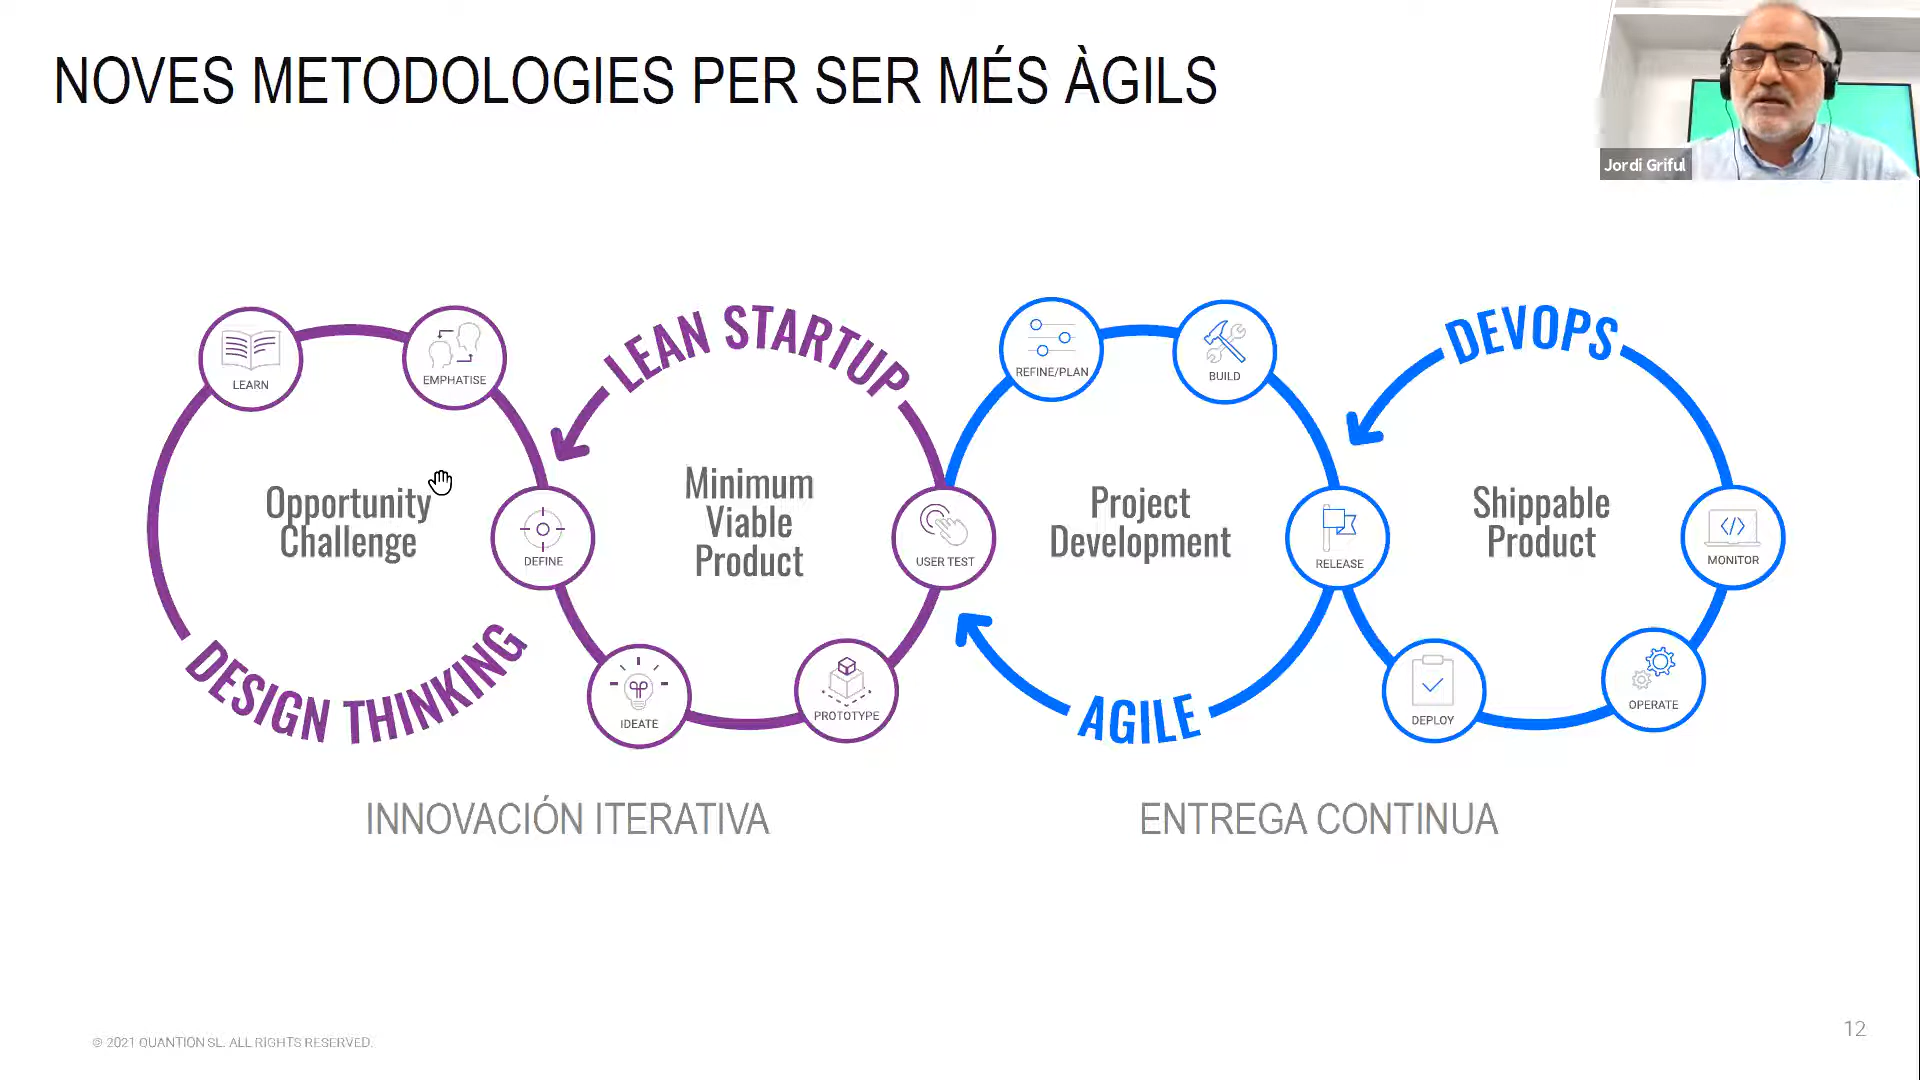 NOVES METODOLOGIES PER SER MÉS ÀGILS
Jordi Griful
LEARN
EMPHATISE
Opportunity
Challenge
DESIGN THINKING
DEFINE
LEAN STARTUP
Minimum
Viable
Product
IDEATE
PROTOTYPE
USER TEST
REFINE/PLAN
BUILD
Project
Development
AGILE
RELEASE
DEVOPS
Shippable
Product
DEPLOY
OPERATE
MONITOR
INNOVACIÓN ITERATIVA
ENTREGA CONTINUA
© 2021 QUANTION SL. ALL RIGHTS RESERVED.
12